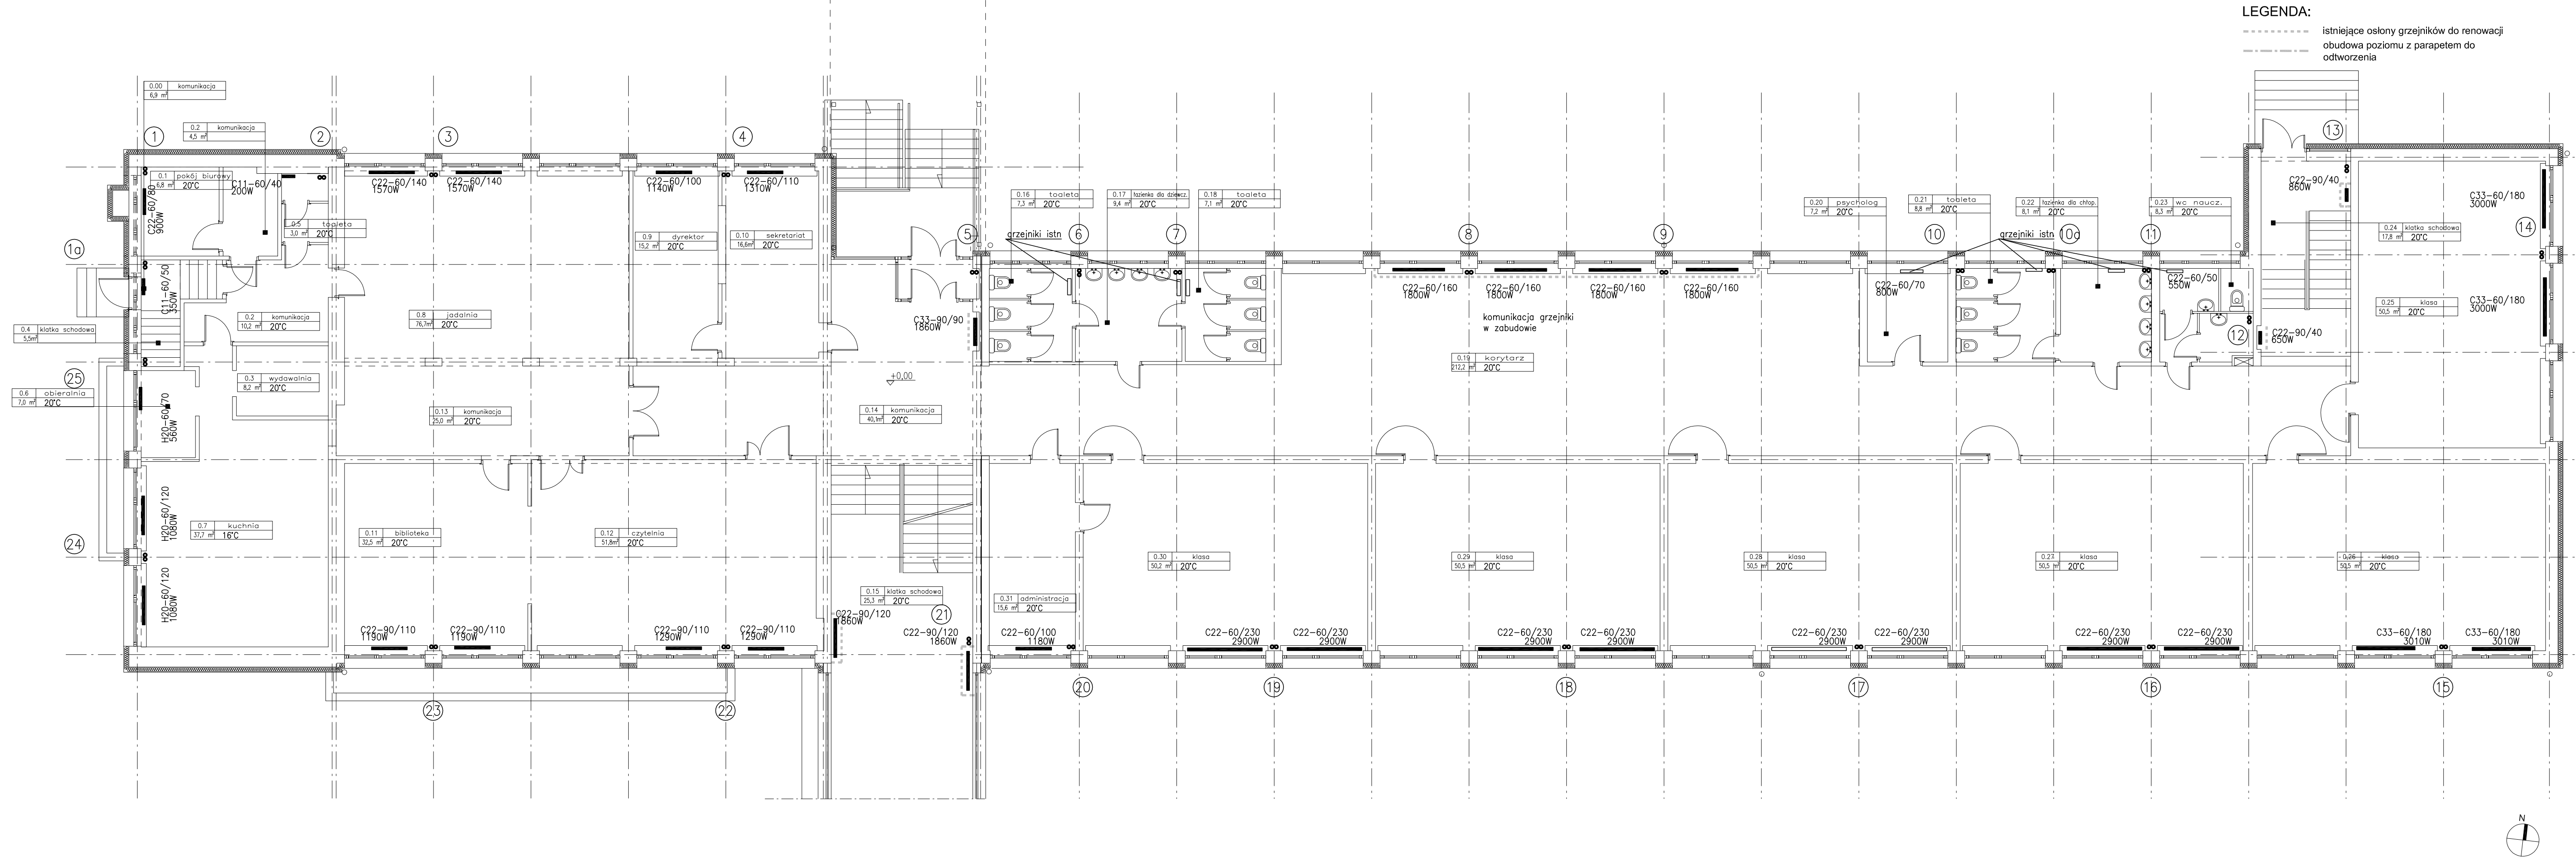 LEGENDA:
istniejące osłony grzejników do renowacji
obudowa poziomu z parapetem do
odtworzenia
0.00 komunikacja
6,9 m²
0.2 komunikacja
4,5 m²
1
2
3
4
0.1 pokój biurowy
6,8 m² 20°C
C11-60/40
200W
C22-60/80
900W
0.5 toaleta
3,0 m² 20°C
C22-60/140
1570W
C22-60/140
1570W
C22-60/100
1140W
C22-60/110
1310W
0.9 dyrektor
15,2 m² 20°C
0.10 sekretariat
16,6m² 20°C
1a
C11-60/50
350W
0.2 komunikacja
10,2 m² 20°C
0.4 klatka schodowa
5,5m²
0.8 jadalnia
76,7m² 20°C
25
0.3 wydawalnia
8,2 m² 20°C
0.6 obieralnia
7,0 m² 20°C
H20-60/70
560W
0.13 komunikacja
25,0 m² 20°C
+0,00
0.14 komunikacja
40,1m² 20°C
C33-90/90
1860W
5
6
7
8
9
10
10a
11
12
13
14
grzejniki istn
0.16 toaleta
7,3 m² 20°C
0.17 łazienka dla dziewcz.
9,4 m² 20°C
0.18 toaleta
7,1 m² 20°C
C22-60/160
1800W
C22-60/160
1800W
C22-60/160
1800W
C22-60/160
1800W
komunikacja grzejniki
w zabudowie
0.19 korytarz
212,2 m² 20°C
0.20 psycholog
7,2 m² 20°C
0.21 toaleta
8,8 m² 20°C
0.22 łazienka dla chłop.
8,1 m² 20°C
0.23 wc naucz.
8,3 m² 20°C
grzejniki istn
C22-60/70
800W
C22-60/50
550W
C22-90/40
650W
C22-90/40
860W
0.24 klatka schodowa
17,8 m² 20°C
C33-60/180
3000W
C33-60/180
3000W
0.25 klasa
50,5 m² 20°C
24
H20-60/120
1080W
H20-60/120
1080W
0.7 kuchnia
37,7 m² 16°C
0.11 biblioteka
32,5 m² 20°C
0.12 czytelnia
51,8m² 20°C
C22-90/110
1190W
C22-90/110
1190W
C22-90/110
1290W
C22-90/110
1290W
0.15 klatka schodowa
25,3 m² 20°C
21
C22-90/120
1860W
C22-90/120
1860W
0.31 administracja
15,6 m² 20°C
C22-60/100
1180W
0.30 klasa
50,2 m² 20°C
0.29 klasa
50,5 m² 20°C
0.28 klasa
50,5 m² 20°C
0.27 klasa
50,5 m² 20°C
0.26 klasa
50,5 m² 20°C
C22-60/230
2900W
C22-60/230
2900W
C22-60/230
2900W
C22-60/230
2900W
C22-60/230
2900W
C22-60/230
2900W
C22-60/230
2900W
C22-60/230
2900W
C33-60/180
3010W
C33-60/180
3010W
23
22
20
19
18
17
16
15
N